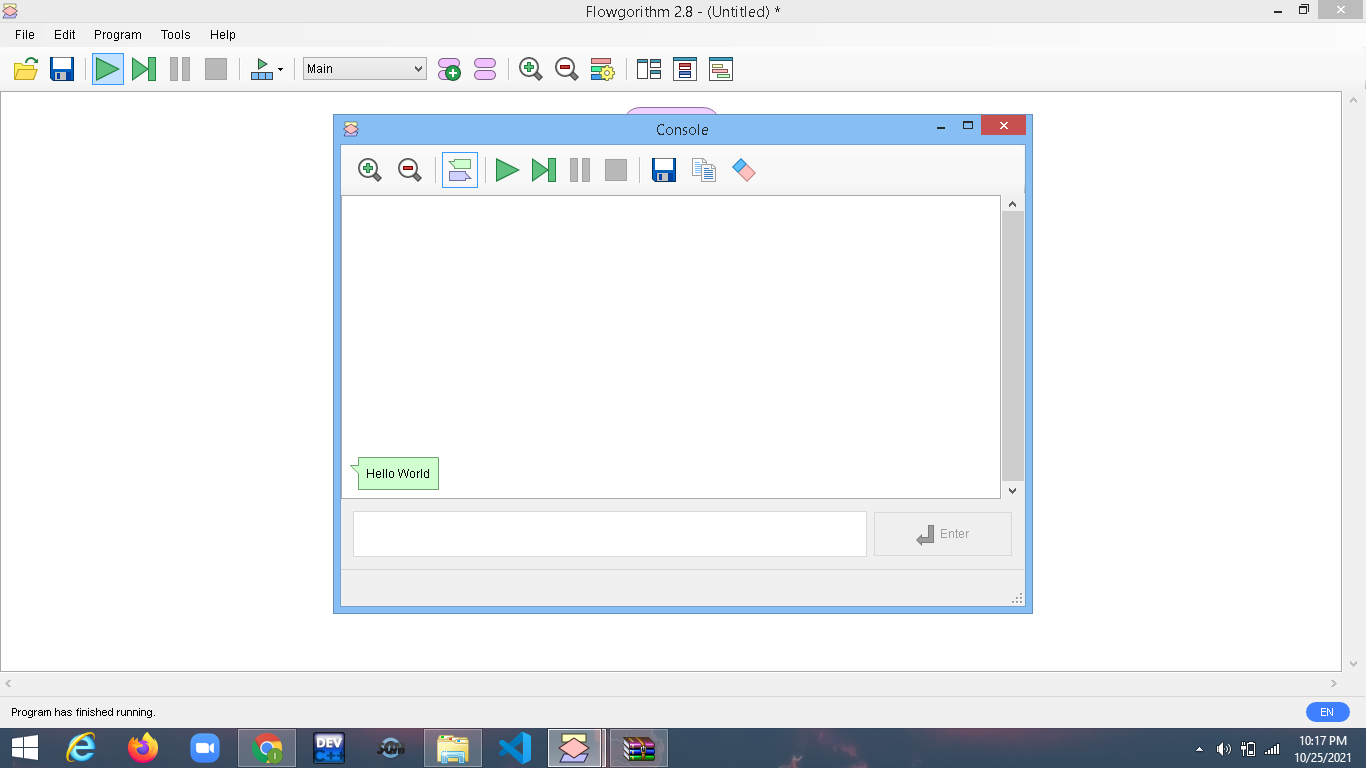 Flowgorithm 2.8 - (Untitled) *
File Edit Program Tools Help
Main
Console
Hello World
Enter
Program has finished running.
EN
DEV
C++
10:17 PM
10/25/2021